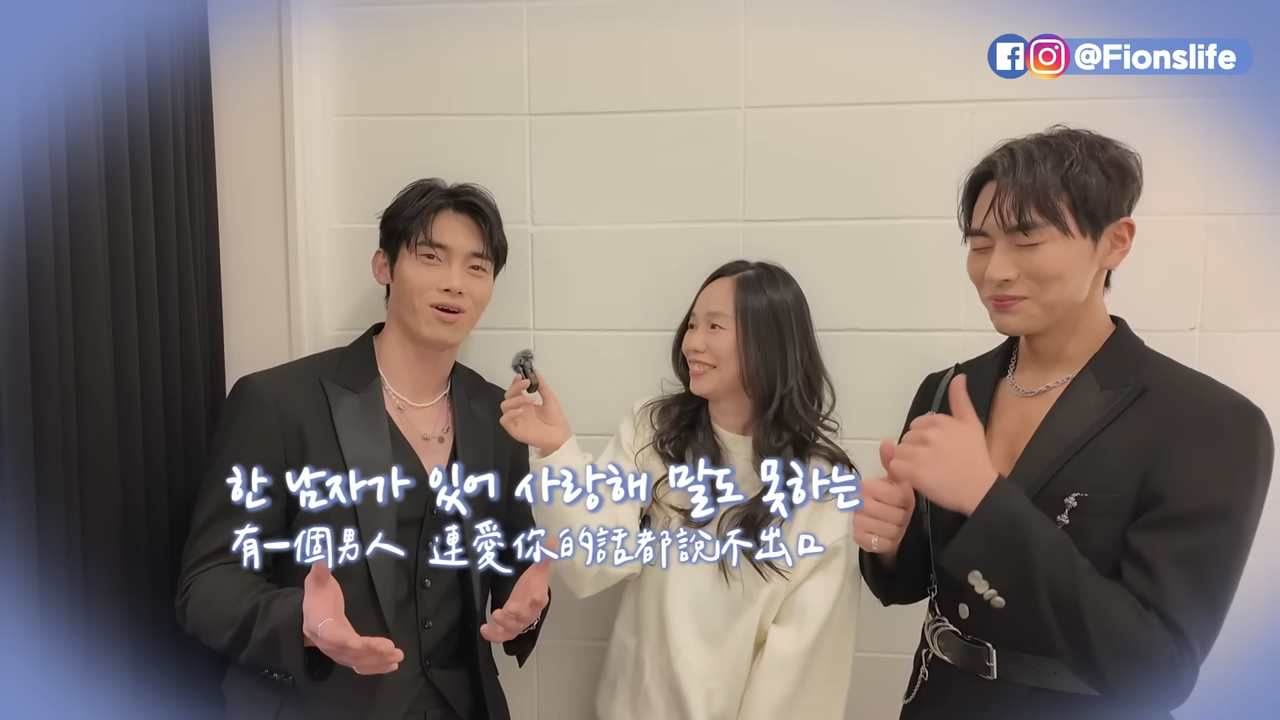 @Fionslife
한 남자가 있어 사랑해 말도 못하는
有一個男人 連愛你的話都說不出口